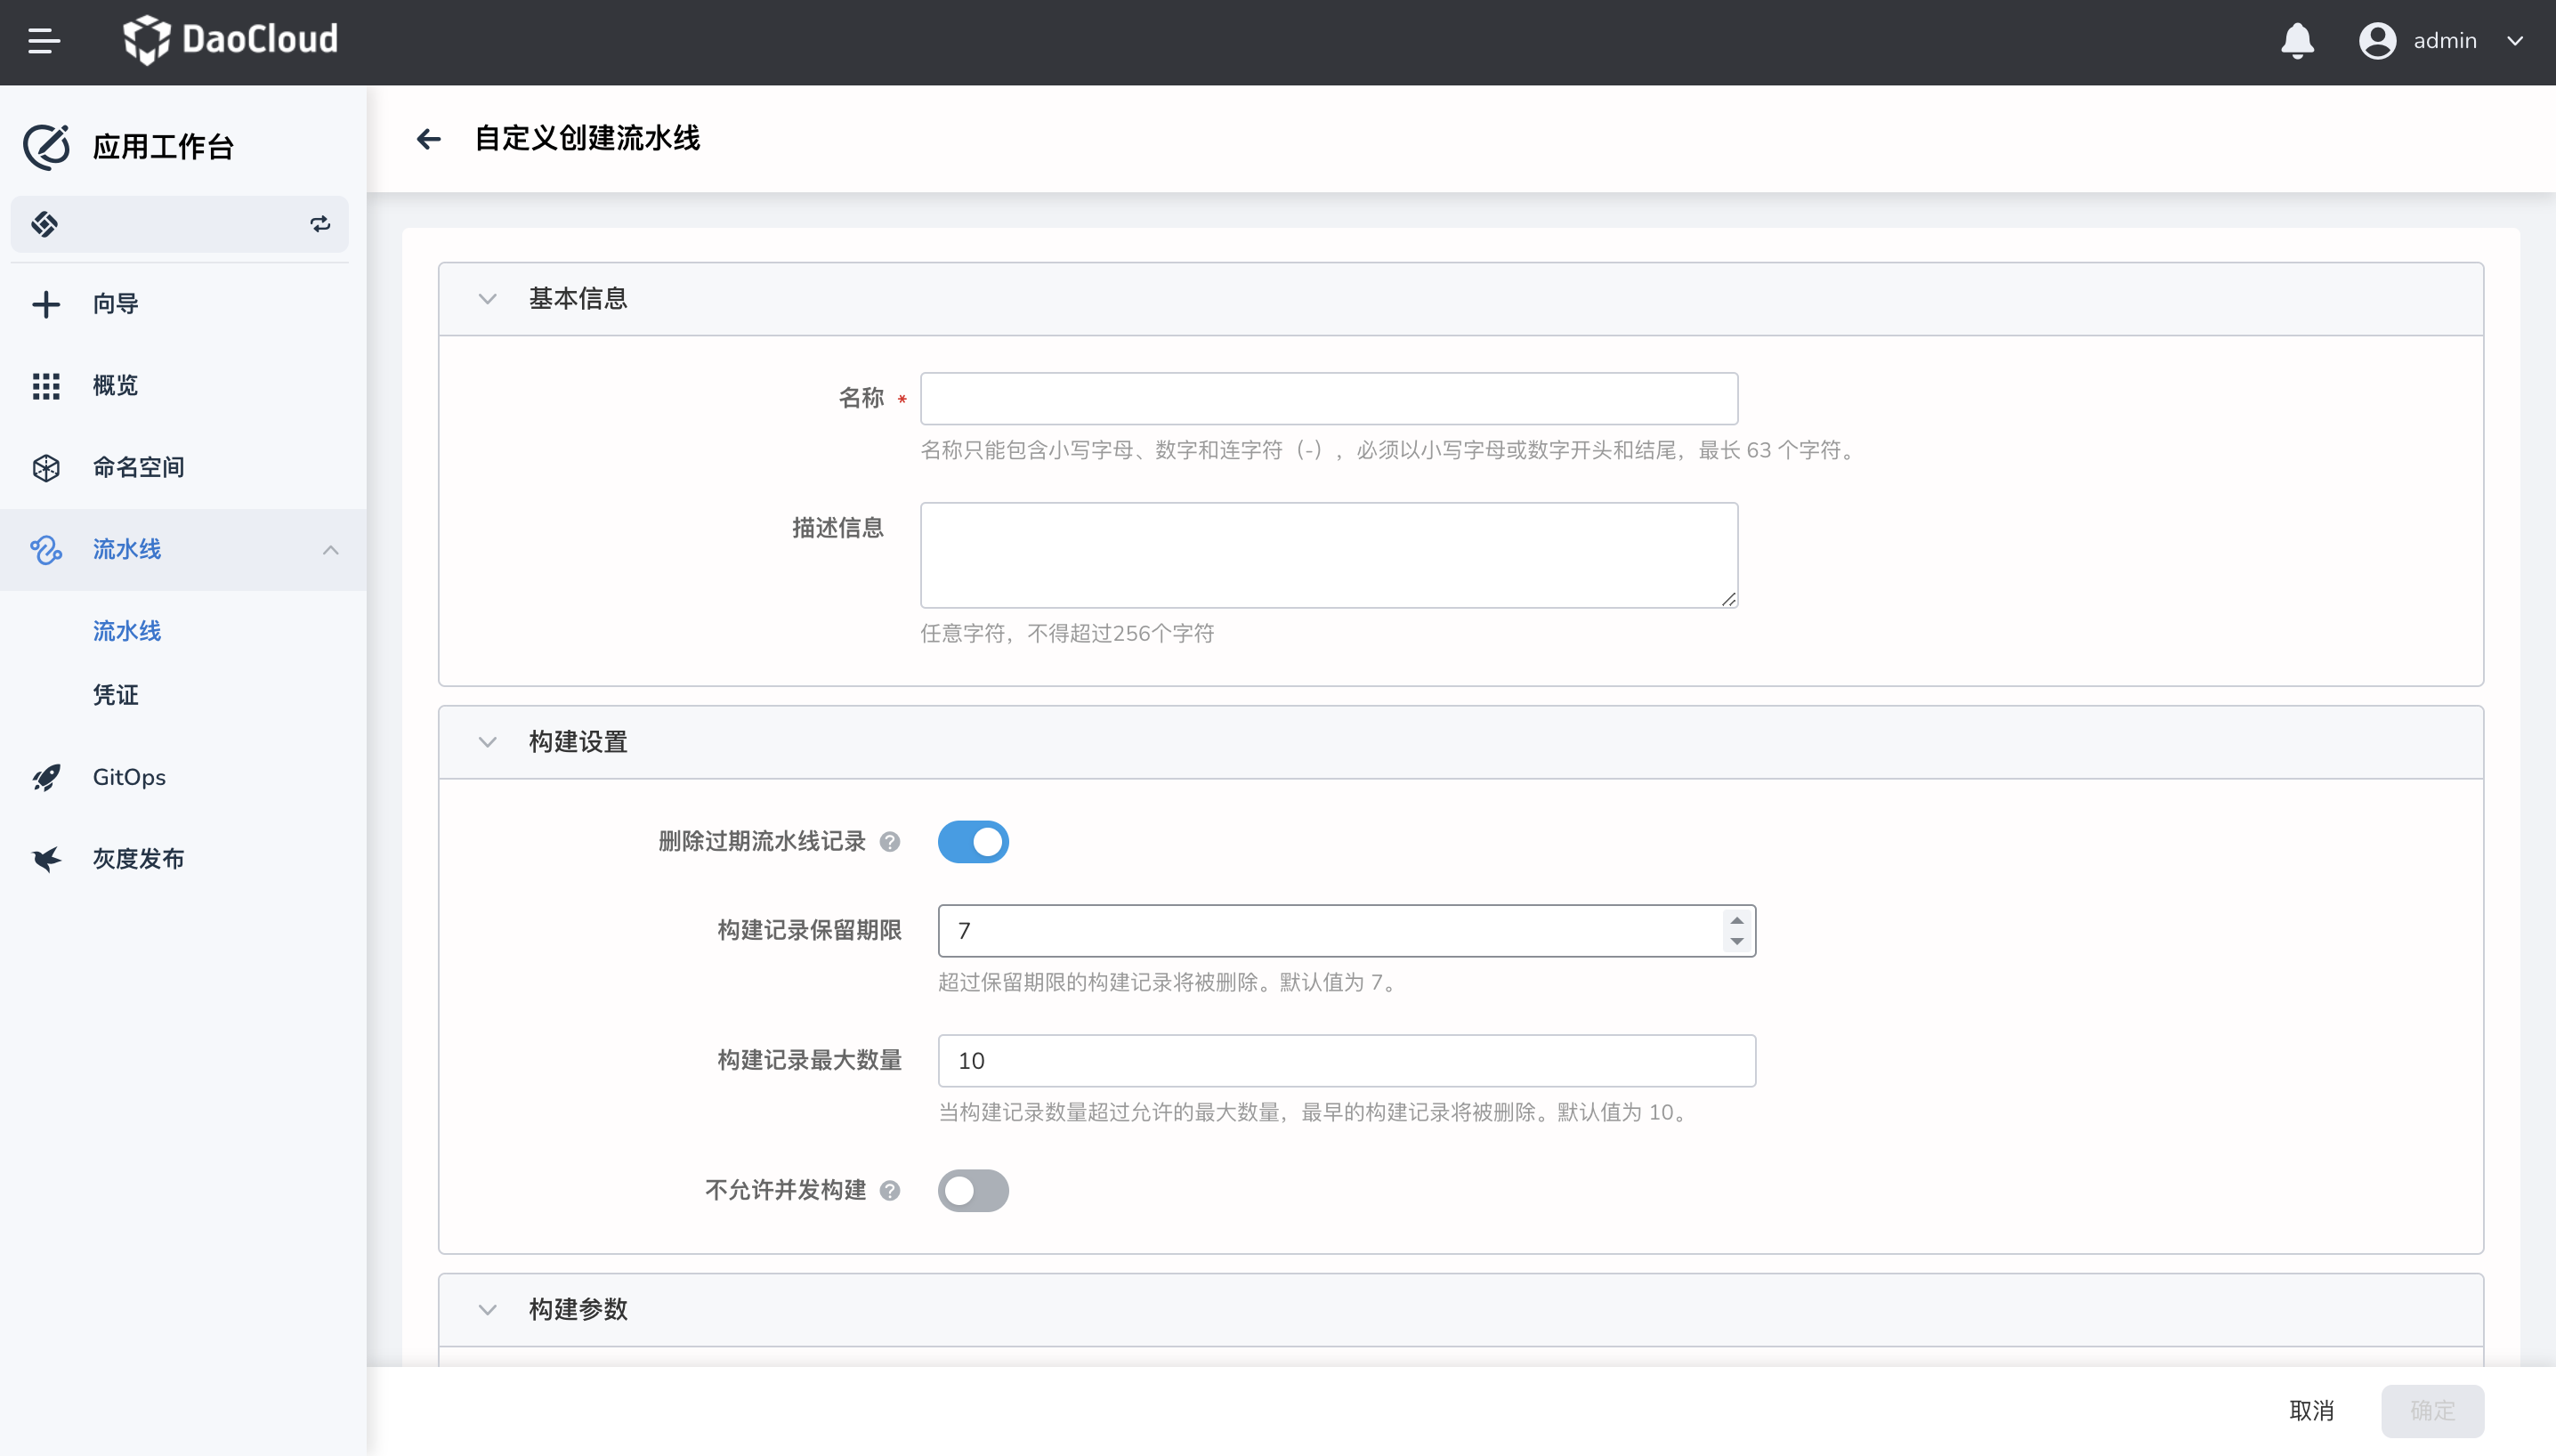 DaoCloud
admin
应用工作台
自定义创建流水线
向导
概览
命名空间
流水线
流水线
凭证
GitOps
灰度发布
基本信息
名称 *
名称只能包含小写字母、数字和连字符（-），必须以小写字母或数字开头和结尾，最长 63 个字符。
描述信息
任意字符，不得超过256个字符
构建设置
删除过期流水线记录 ?
构建记录保留期限 7
超过保留期限的构建记录将被删除。默认值为 7。
构建记录最大数量 10
当构建记录数量超过允许的最大数量，最早的构建记录将被删除。默认值为 10。
不允许并发构建 ?
构建参数
取消 确定